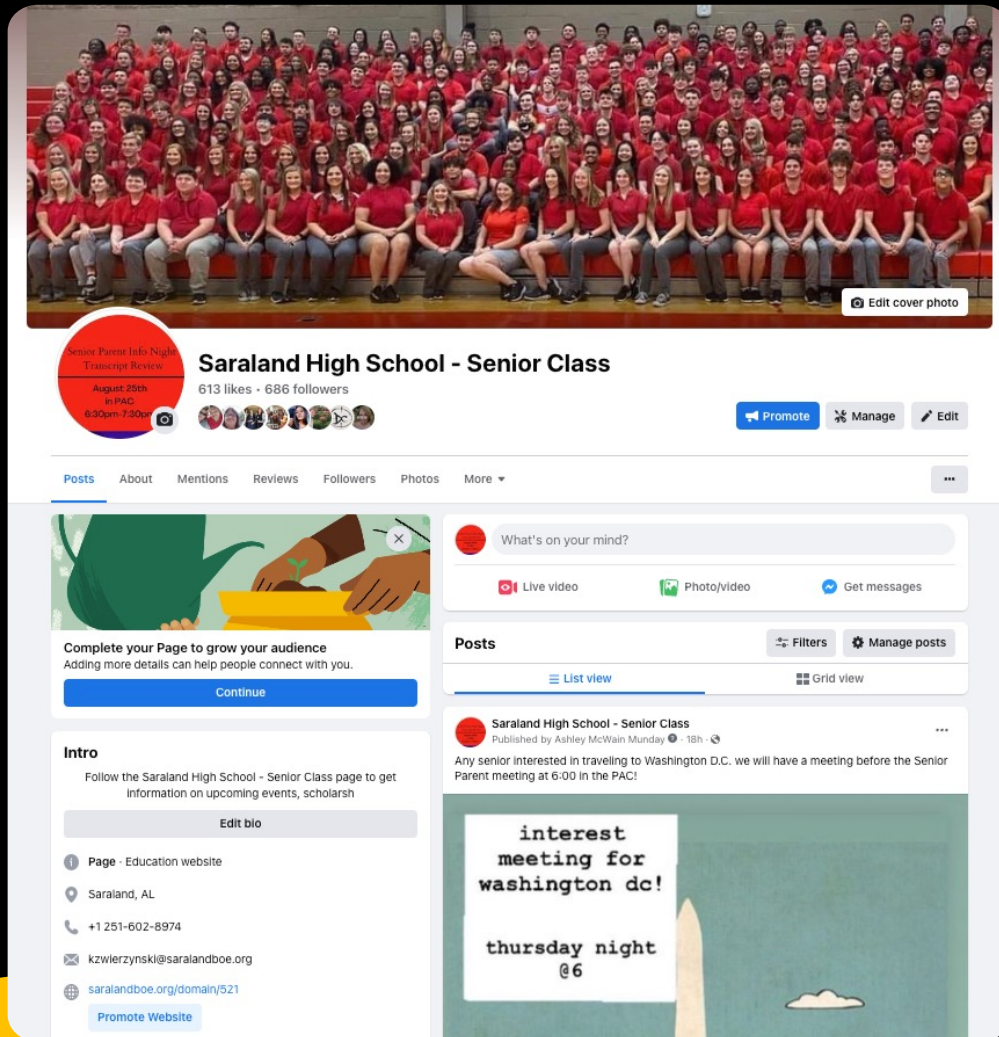 Edit cover photo
Senior Parent Info Night
Transcript Review
August 25th
in PAC
6:30pm-7:30pm
Saraland High School - Senior Class
613 likes · 686 followers
Promote
Manage
Edit
Posts About Mentions Reviews Followers Photos More
Complete your Page to grow your audience
Adding more details can help people connect with you.
Continue
Intro
Follow the Saraland High School - Senior Class page to get
information on upcoming events, scholarsh
Edit bio
Page · Education website
Saraland, AL
+1 251-602-8974
kzwierzynski@saralandboe.org
saralandboe.org/domain/521
Promote Website
What's on your mind?
Live video Photo/video Get messages
Posts
Filters
Manage posts
List view Grid view
Saraland High School - Senior Class
Published by Ashley McWain Munday · 18h ·
Any senior interested in traveling to Washington D.C. we will have a meeting before the Senior
Parent meeting at 6:00 in the PAC!
interest
meeting for
washington dc!
thursday night
@6